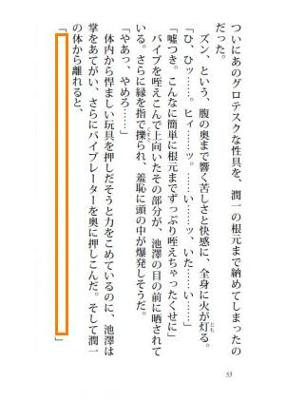 ついにあのグロテスクな性具を、潤一の根元まで納めてしまったの
だった。
ズン、という、腹の奥まで響く苦しさと快感に、全身に火が灯る。
とも
「ひ、ひッ……。ヒィ……ッ。……い……ッ、いた……い……」
「嘘つき。こんなに簡単に根元までずっぷり咥えちゃったくせに」
バイブを咥えこんで上向いたその部分が、池澤の目の前に晒されて
いる。さらに縁を指で探られ、羞恥に頭の中が爆発しそうだ。
「やあっ、やめろ……」
体内から悍ましい玩具を押しだそうと力をこめているのに、池澤は
掌をあてがい、さらにバイブレーターを奥に押しこんだ。そして潤一
の体から離れると、
「」
53